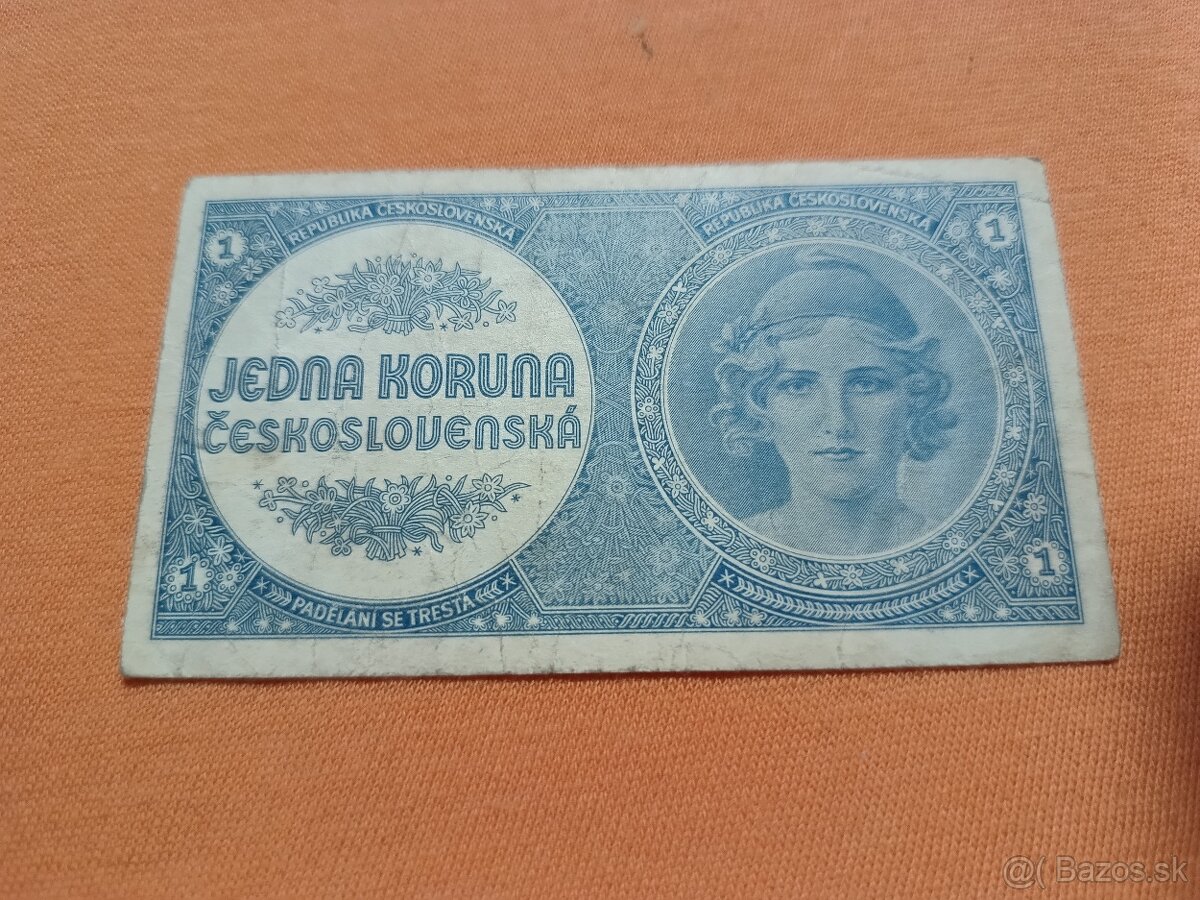 REPUBLIKA ČESKOSLOVENSKÁ
REPUBLIKA ČESKOSLOVENSKÁ
1
1
JEDNA KORUNA
ČESKOSLOVENSKÁ
1
1
PADĚLÁNÍ SE TRESTÁ
@( Bazos.sk